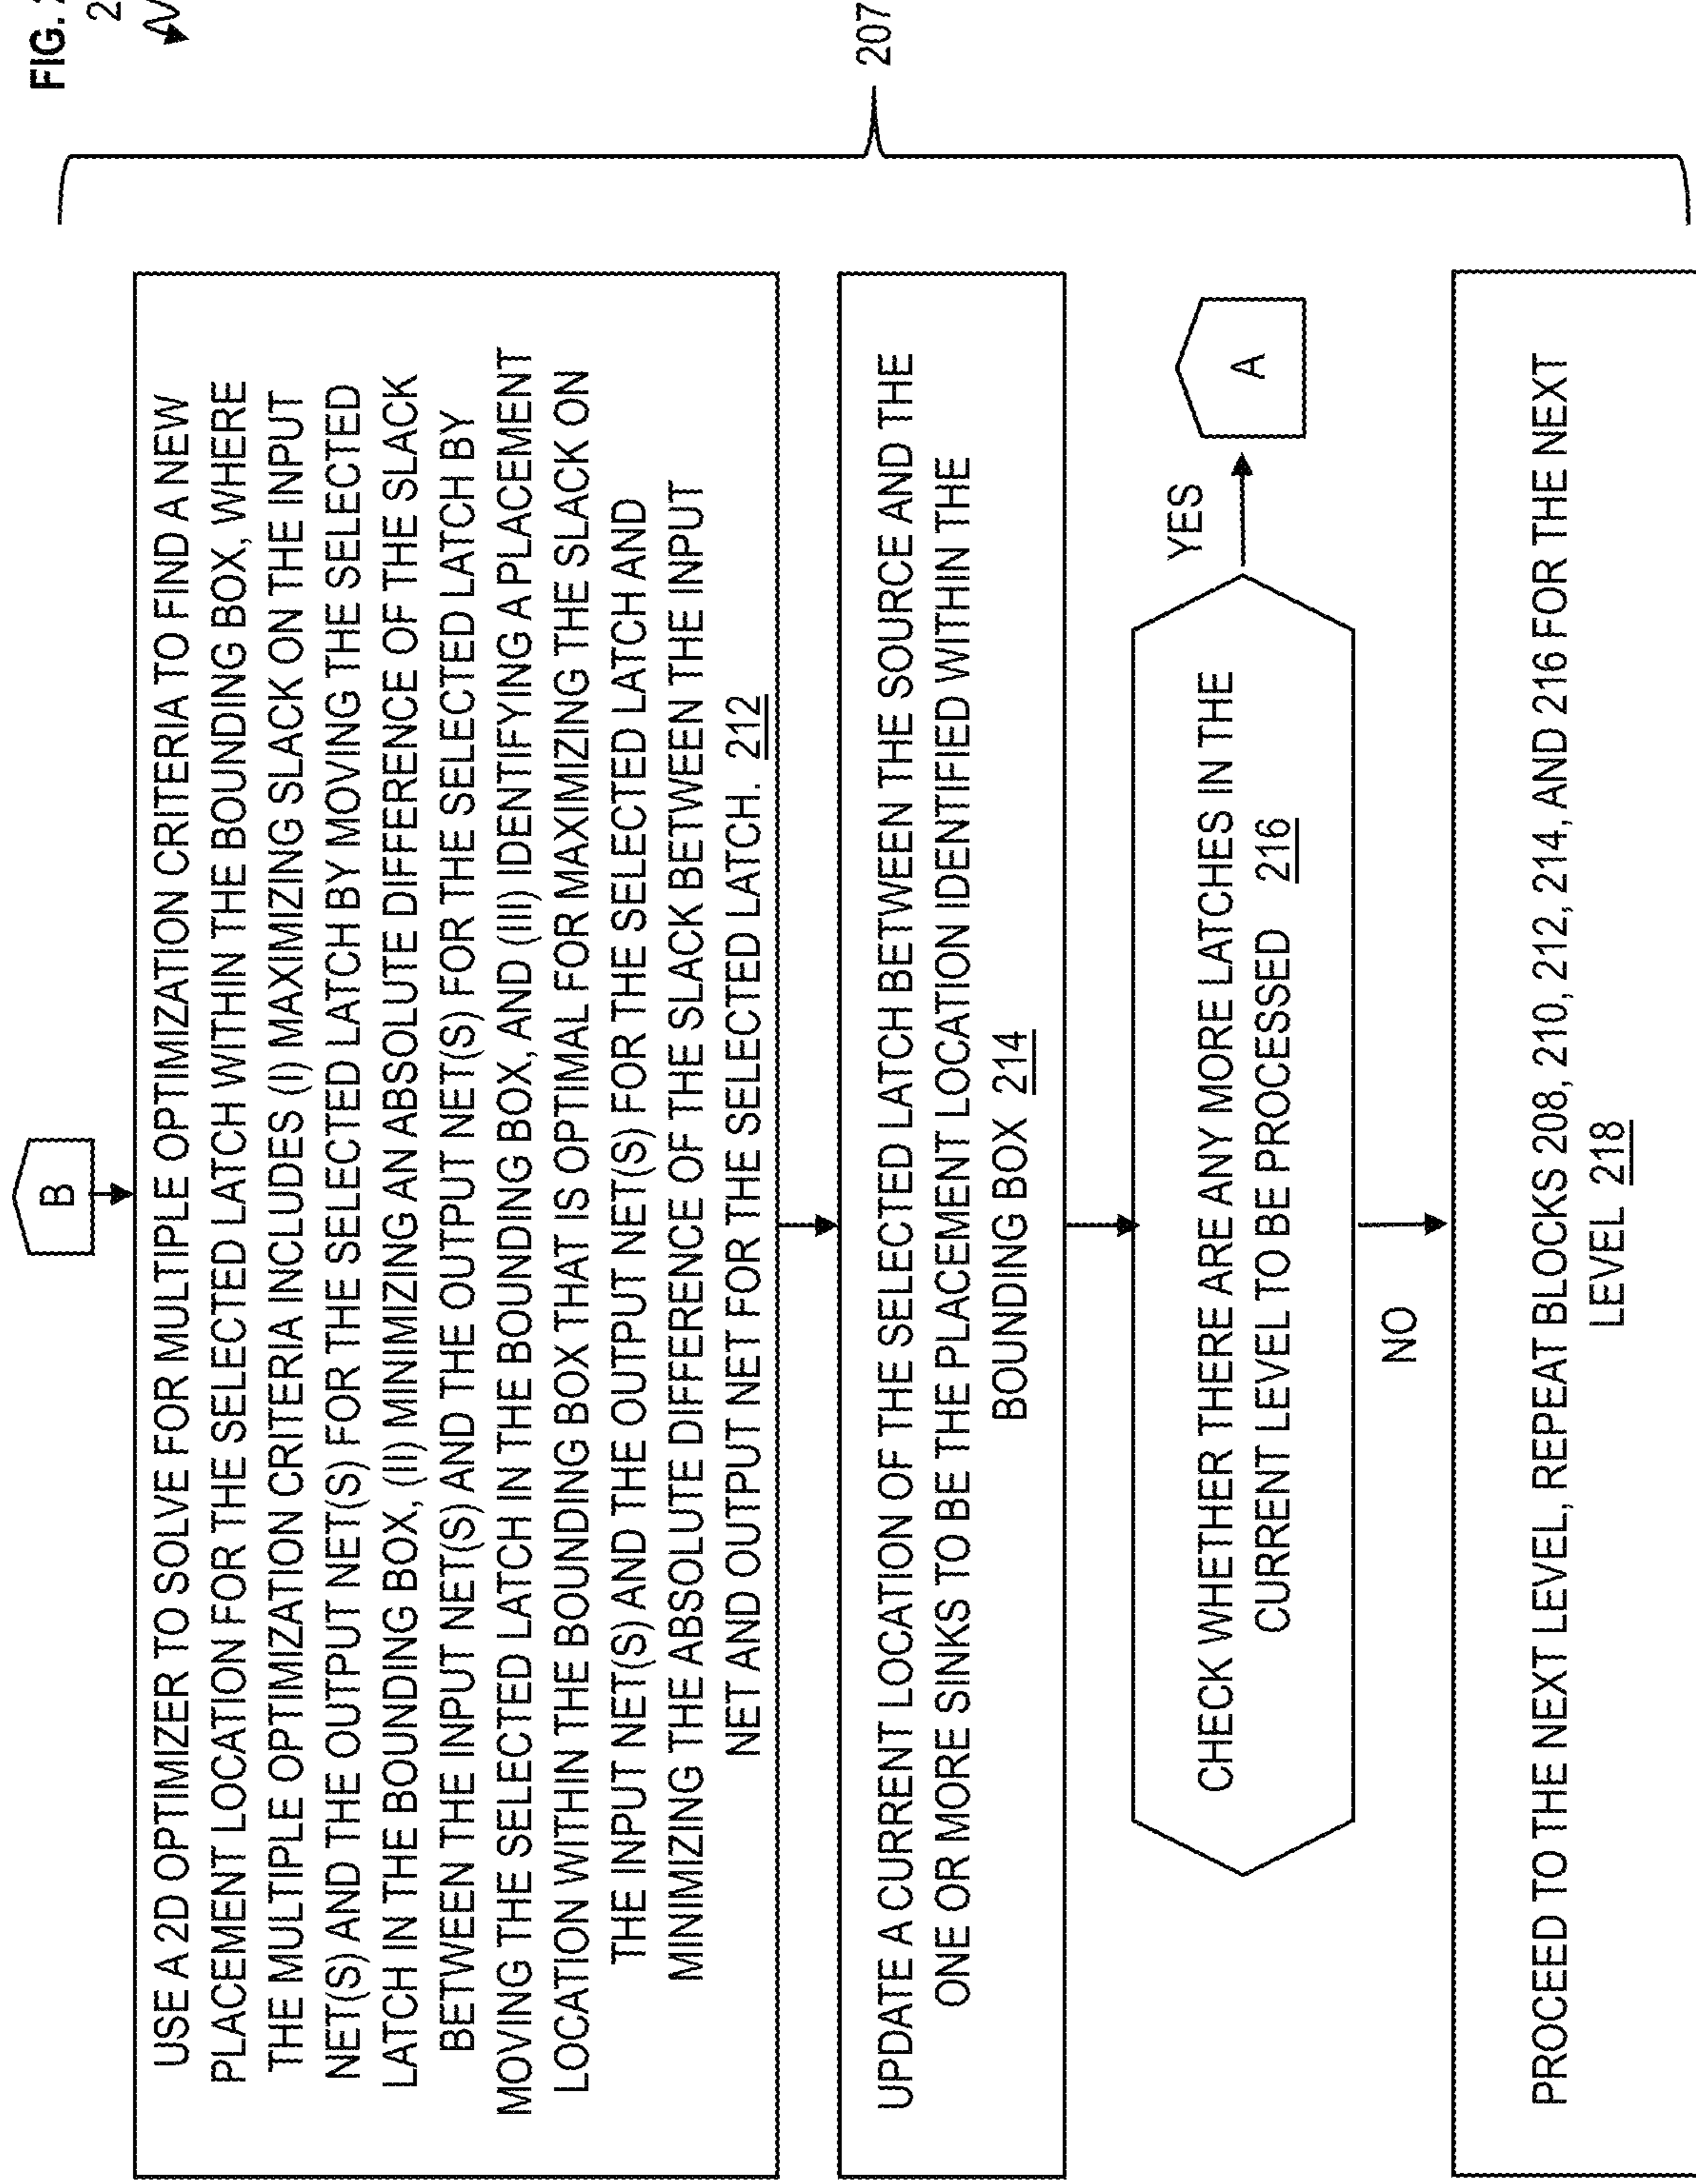 FIG. 2
2
B
USE A 2D OPTIMIZER TO SOLVE FOR MULTIPLE OPTIMIZATION CRITERIA TO FIND A NEW
PLACEMENT LOCATION FOR THE SELECTED LATCH WITHIN THE BOUNDING BOX, WHERE
THE MULTIPLE OPTIMIZATION CRITERIA INCLUDES (I) MAXIMIZING SLACK ON THE INPUT
NET(S) AND THE OUTPUT NET(S) FOR THE SELECTED LATCH BY MOVING THE SELECTED
LATCH IN THE BOUNDING BOX, (II) MINIMIZING AN ABSOLUTE DIFFERENCE OF THE SLACK
BETWEEN THE INPUT NET(S) AND THE OUTPUT NET(S) FOR THE SELECTED LATCH BY
MOVING THE SELECTED LATCH IN THE BOUNDING BOX, AND (III) IDENTIFYING A PLACEMENT
LOCATION WITHIN THE BOUNDING BOX THAT IS OPTIMAL FOR MAXIMIZING THE SLACK ON
THE INPUT NET(S) AND THE OUTPUT NET(S) FOR THE SELECTED LATCH AND
MINIMIZING THE ABSOLUTE DIFFERENCE OF THE SLACK BETWEEN THE INPUT
NET AND OUTPUT NET FOR THE SELECTED LATCH. 212
UPDATE A CURRENT LOCATION OF THE SELECTED LATCH BETWEEN THE SOURCE AND THE
ONE OR MORE SINKS TO BE THE PLACEMENT LOCATION IDENTIFIED WITHIN THE
BOUNDING BOX 214
207
CHECK WHETHER THERE ARE ANY MORE LATCHES IN THE
CURRENT LEVEL TO BE PROCESSED 216
YES
A
NO
PROCEED TO THE NEXT LEVEL, REPEAT BLOCKS 208, 210, 212, 214, AND 216 FOR THE NEXT
LEVEL 218